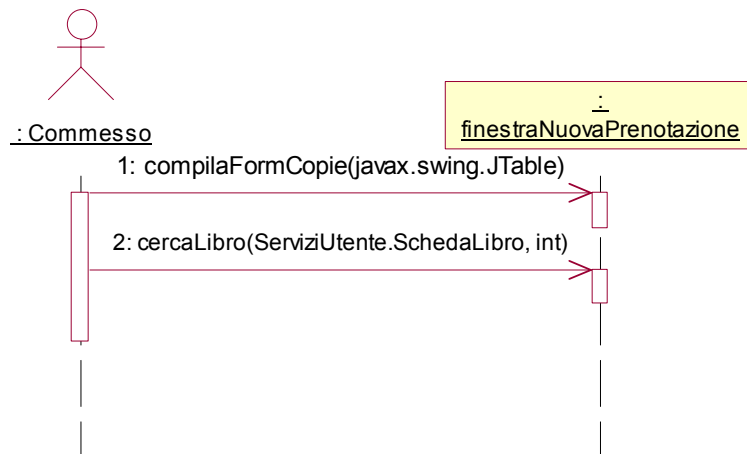 : Commesso
:
finestraNuovaPrenotazione
1: compilaFormCopie(javax.swing.JTable)
2: cercaLibro(ServiziUtente.SchedaLibro, int)